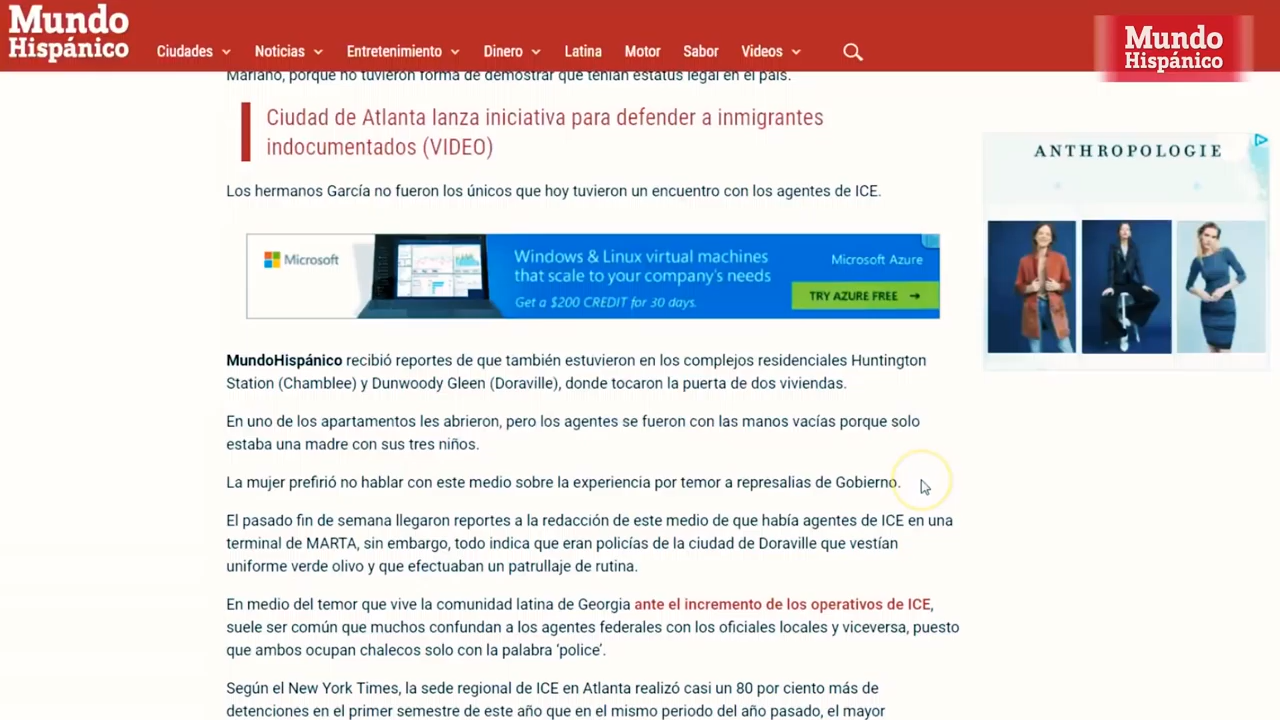 Mundo
Hispánico
Ciudades Noticias Entretenimiento Dinero Latina Motor Sabor Videos
Mundo
Hispánico
Mariano, porque no tuvieron forma de demostrar que tenían estatus legal en el país.
Ciudad de Atlanta lanza iniciativa para defender a inmigrantes
indocumentados (VIDEO)
Los hermanos García no fueron los únicos que hoy tuvieron un encuentro con los agentes de ICE.
ANTHROPOLOGIE
Microsoft
Windows & Linux virtual machines
that scale to your company's needs
Get a $200 CREDIT for 30 days.
Microsoft Azure
TRY AZURE FREE →
MundoHispánico recibió reportes de que también estuvieron en los complejos residenciales Huntington
Station (Chamblee) y Dunwoody Gleen (Doraville), donde tocaron la puerta de dos viviendas.
En uno de los apartamentos les abrieron, pero los agentes se fueron con las manos vacías porque solo
estaba una madre con sus tres niños.
La mujer prefirió no hablar con este medio sobre la experiencia por temor a represalias de Gobierno.
El pasado fin de semana llegaron reportes a la redacción de este medio de que había agentes de ICE en una
terminal de MARTA, sin embargo, todo indica que eran policías de la ciudad de Doraville que vestían
uniforme verde olivo y que efectuaban un patrullaje de rutina.
En medio del temor que vive la comunidad latina de Georgia ante el incremento de los operativos de ICE,
suele ser común que muchos confundan a los agentes federales con los oficiales locales y viceversa, puesto
que ambos ocupan chalecos solo con la palabra 'police'.
Según el New York Times, la sede regional de ICE en Atlanta realizó casi un 80 por ciento más de
detenciones en el primer semestre de este año que en el mismo periodo del año pasado, el mayor